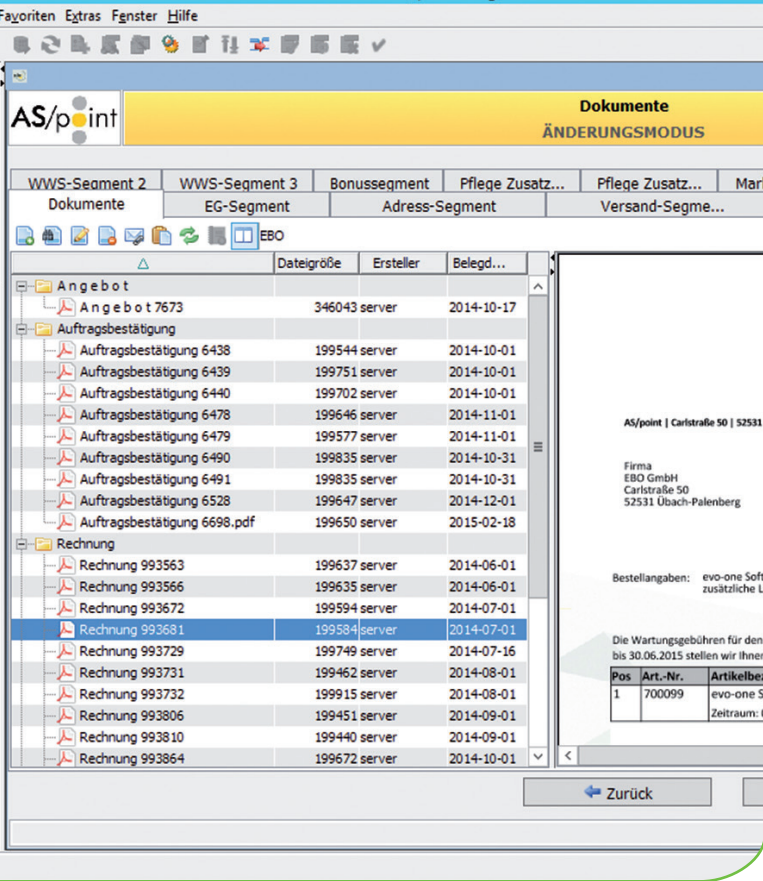 Favoriten Extras Fenster Hilfe
AS/point
Dokumente
ÄNDERUNGSMODUS
WWS-Segment 2 WWS-Segment 3 Bonussegment Pflege Zusatz... Pflege Zusatz...
Dokumente EG-Segment Adress-Segment Versand-Segme...
EBO
Dateigröße Ersteller Belegd...
Angebot
Angebot 7673 346043 server 2014-10-17
Auftragsbestätigung
Auftragsbestätigung 6438 199544 server 2014-10-01
Auftragsbestätigung 6439 199751 server 2014-10-01
Auftragsbestätigung 6440 199702 server 2014-10-01
Auftragsbestätigung 6478 199646 server 2014-11-01
Auftragsbestätigung 6479 199577 server 2014-11-01
Auftragsbestätigung 6490 199835 server 2014-10-31
Auftragsbestätigung 6491 199835 server 2014-10-31
Auftragsbestätigung 6528 199647 server 2014-12-01
Auftragsbestätigung 6698.pdf 199650 server 2015-02-18
Rechnung
Rechnung 993563 199637 server 2014-06-01
Rechnung 993566 199635 server 2014-06-01
Rechnung 993672 199594 server 2014-07-01
Rechnung 993681 199584 server 2014-07-01
Rechnung 993729 199749 server 2014-07-16
Rechnung 993731 199462 server 2014-08-01
Rechnung 993732 199915 server 2014-08-01
Rechnung 993806 199451 server 2014-09-01
Rechnung 993810 199440 server 2014-09-01
Rechnung 993864 199672 server 2014-10-01
AS/point | Carlstraße 50 | 52531
Firma
EBO GmbH
Carlstraße 50
52531 Übach-Palenberg
Bestellangaben: evo-one Soft
zusätzliche L
Die Wartungsgebühren für den
bis 30.06.2015 stellen wir Ihnen
Pos Art.-Nr. Artikelbez
1 700099 evo-one S
Zeitraum:
Zurück